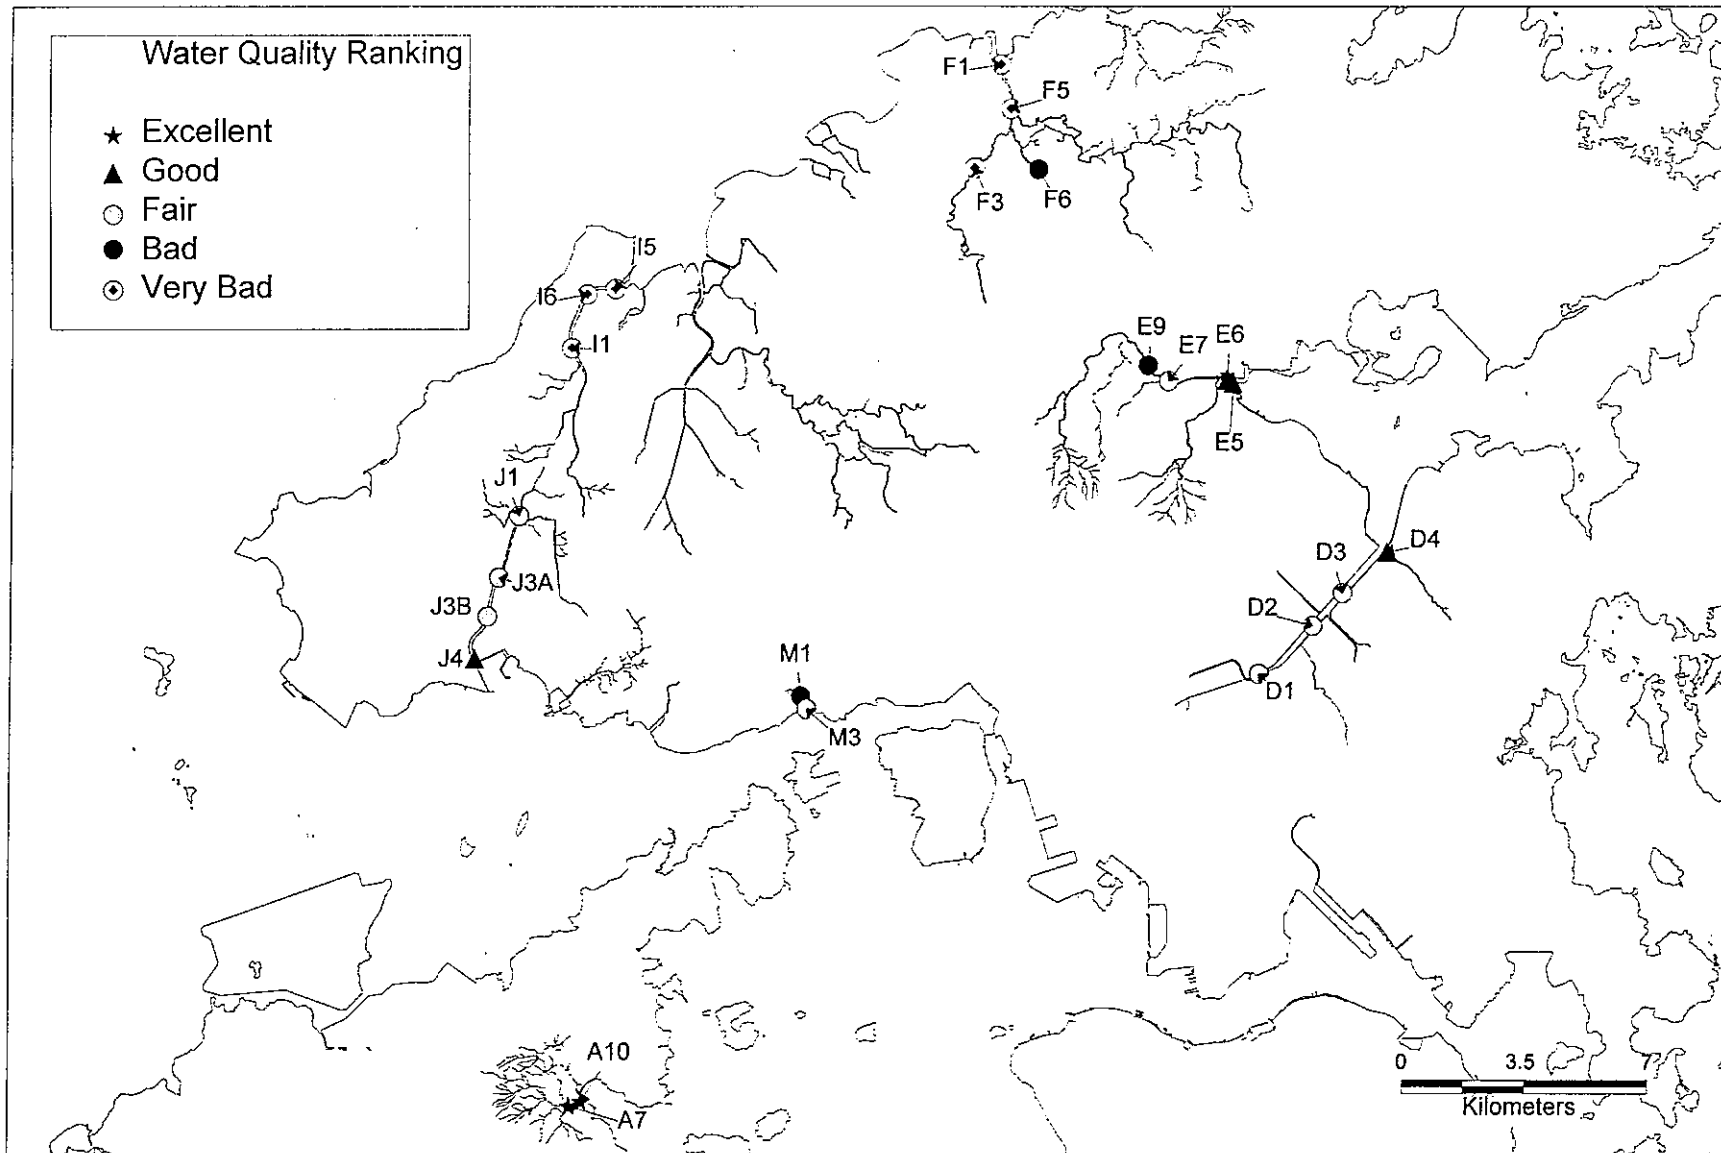 Water Quality Ranking
Excellent
Good
Fair
Bad
Very Bad
F1
F5
F3
F6
I5
I6
I1
E9
E7
E6
E5
J1
J3A
J3B
J4
D4
D3
D2
D1
M1
M3
A10
A7
0 3.5 7
Kilometers